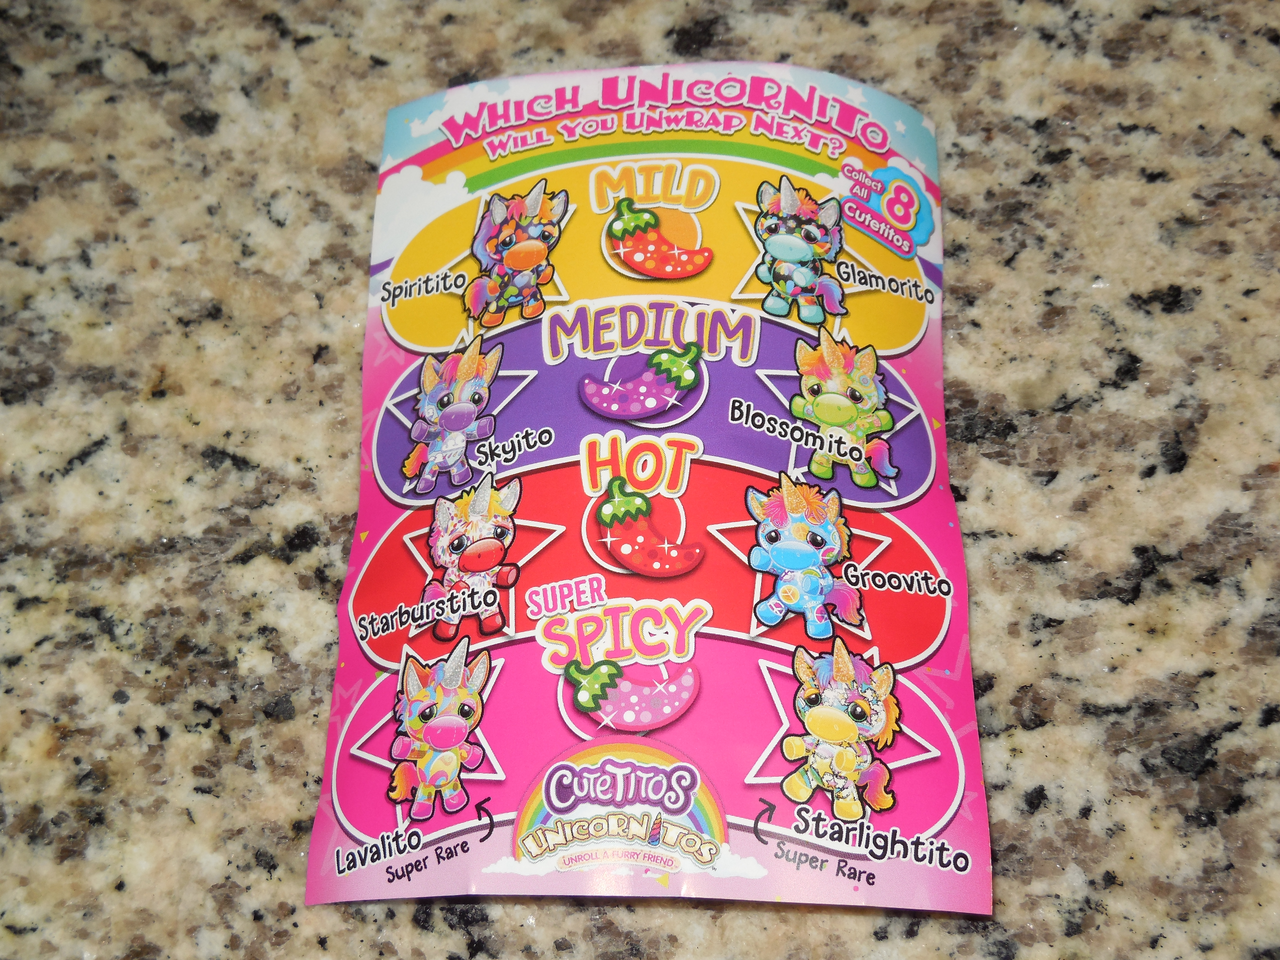 WHICH UNICORNITO
WILL YOU UNWRAP NEXT?
Collect
All
8
Cutetitos
MILD
Spiritito
Glamorito
MEDIUM
Skyito
Blossomito
HOT
Starburstito
Groovito
SUPER
SPICY
Lavalito
Super Rare
Starlightito
Super Rare
CUTETITOS
UNICORNITOS
UNROLL A FURRY FRIEND